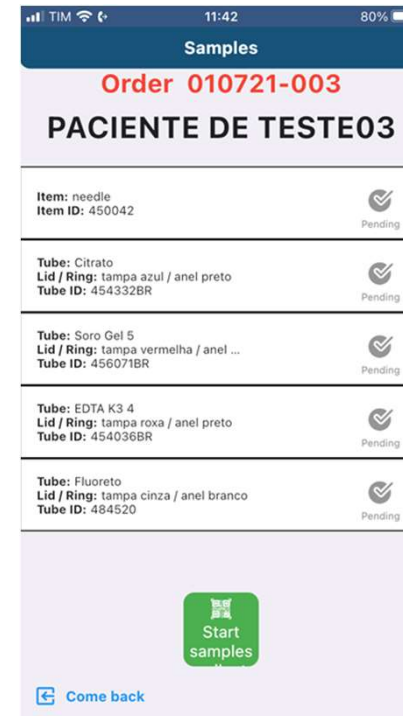 TIM 11:42 80%
Samples
Order 010721-003
PACIENTE DE TESTE03
Item: needle
Item ID: 450042
Pending
Tube: Citrato
Lid / Ring: tampa azul / anel preto
Tube ID: 454332BR
Pending
Tube: Soro Gel 5
Lid / Ring: tampa vermelha / anel ...
Tube ID: 456071BR
Pending
Tube: EDTA K3 4
Lid / Ring: tampa roxa / anel preto
Tube ID: 454036BR
Pending
Tube: Fluoreto
Lid / Ring: tampa cinza / anel branco
Tube ID: 484520
Pending
Start
samples
Come back